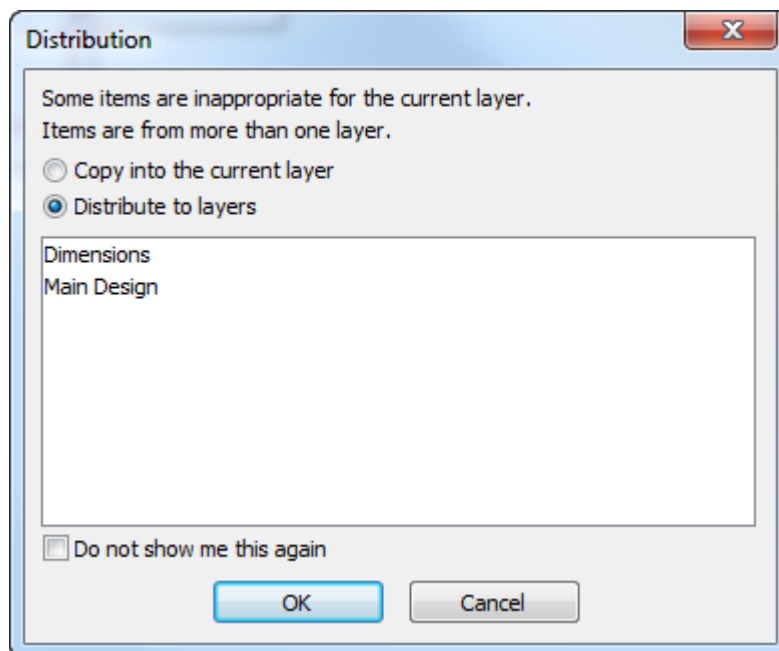 Distribution
Some items are inappropriate for the current layer.
Items are from more than one layer.
Copy into the current layer
Distribute to layers
Dimensions
Main Design
Do not show me this again
OK
Cancel